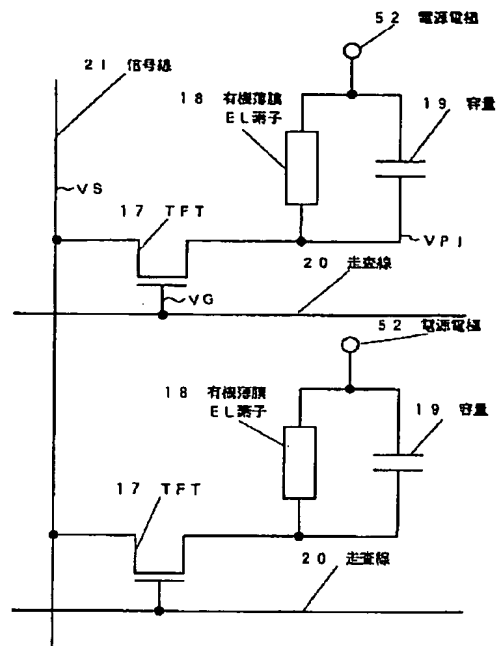 52 電源電極
21 信号線
18 有機薄膜
EL素子
19 容量
VS
17 TFT
VPI
20 走査線
VG
52 電源電極
18 有機薄膜
EL素子
19 容量
17 TFT
20 走査線